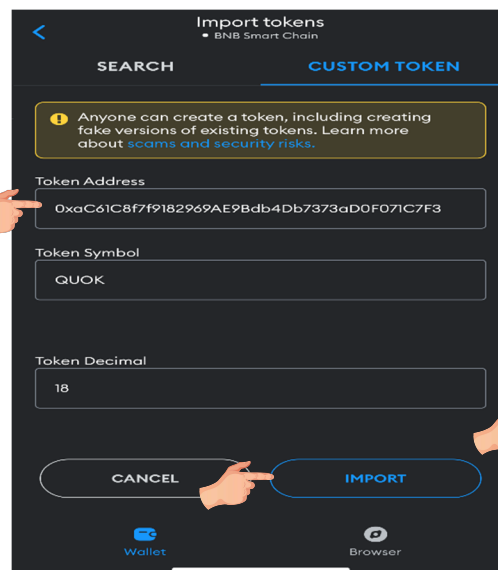 Import tokens
BNB Smart Chain
SEARCH
CUSTOM TOKEN
Anyone can create a token, including creating
fake versions of existing tokens. Learn more
about scams and security risks.
Token Address
0xaC61C8f7f9182969AE9Bdb4Db7373aD0F071C7F3
Token Symbol
QUOK
Token Decimal
18
CANCEL
IMPORT
Wallet
Browser